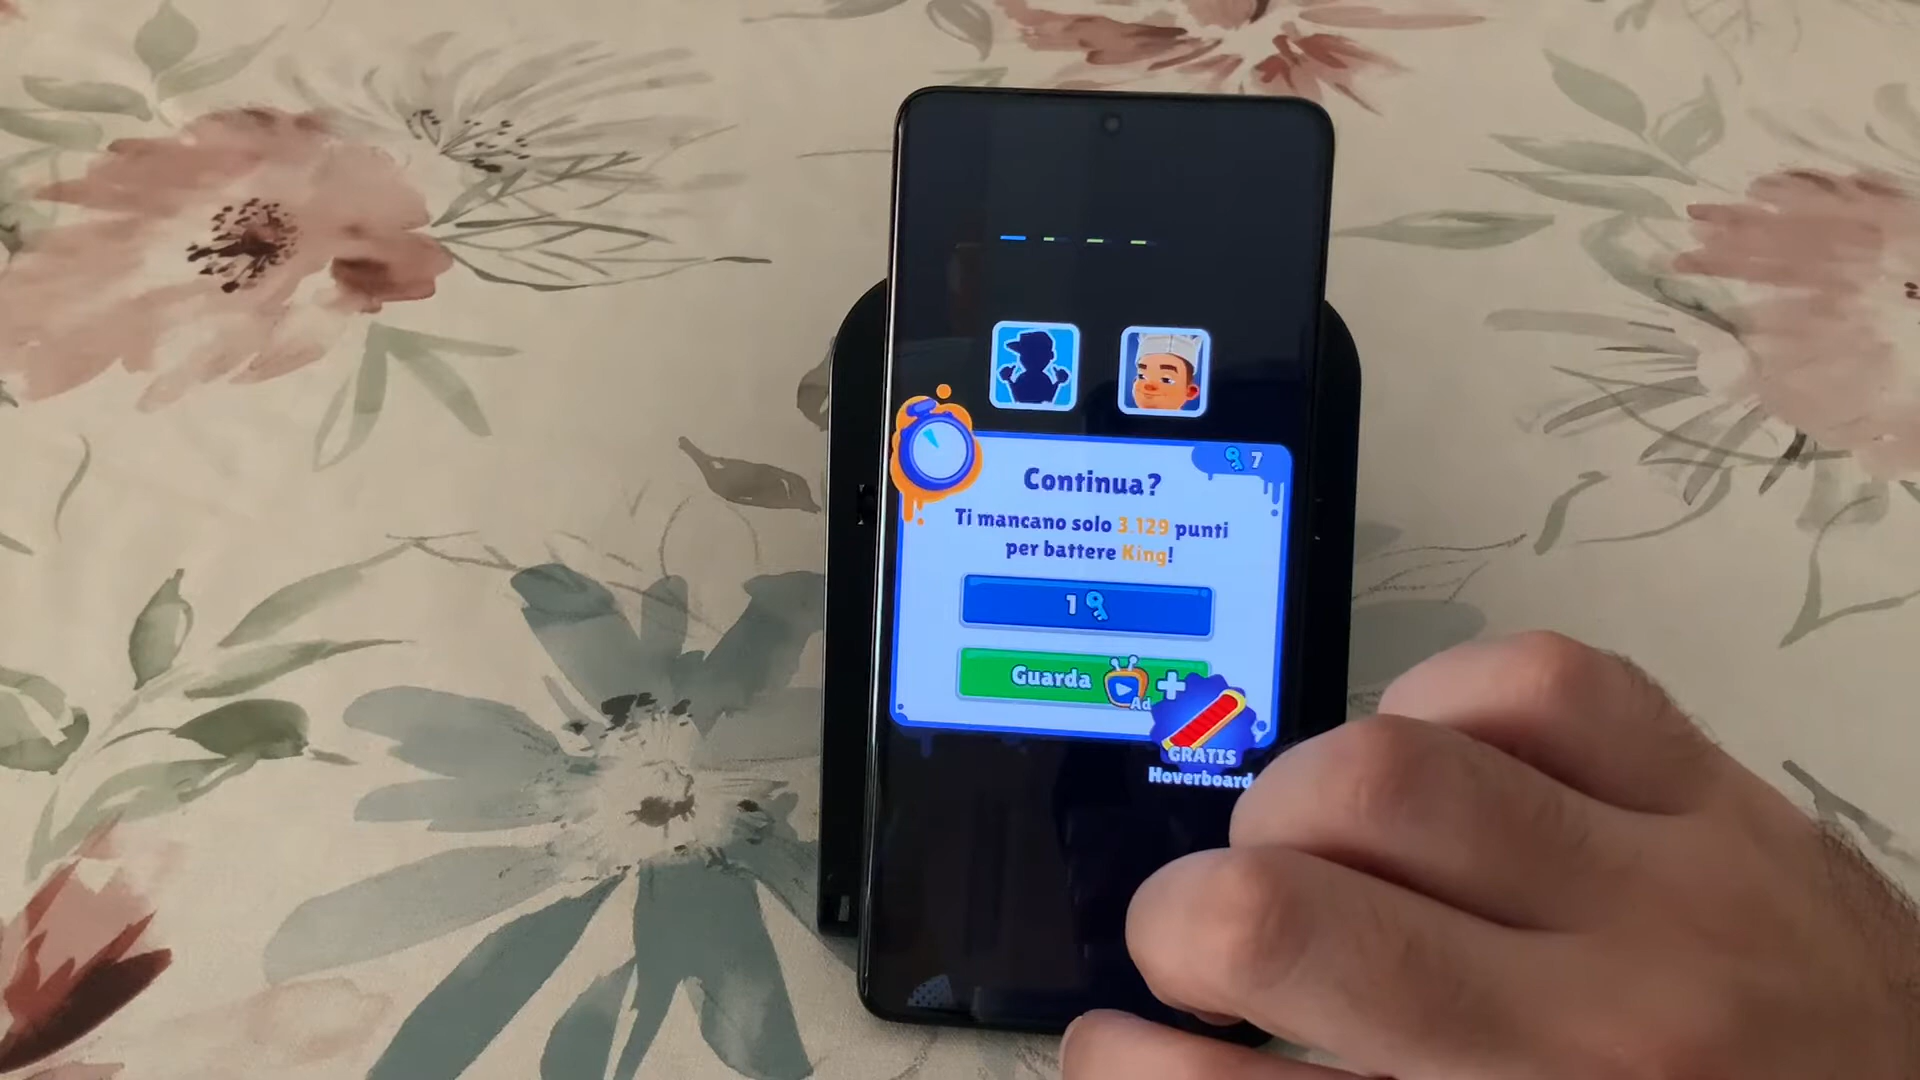 7
Continua?
Ti mancano solo 3.129 punti
per battere King!
1
Guarda
Ad
+
GRATIS
Hoverboard